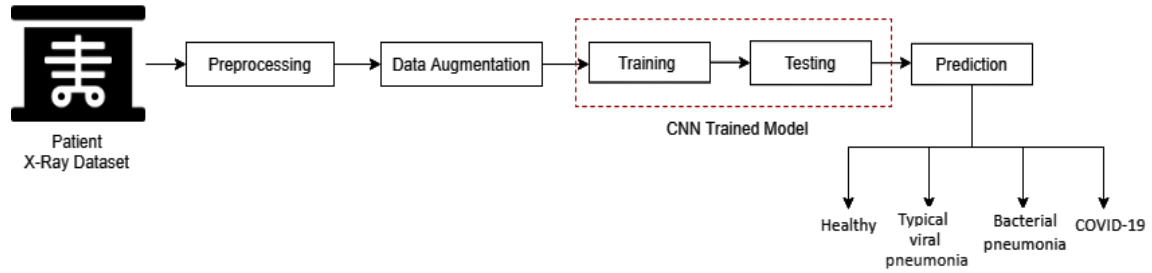 Patient
X-Ray Dataset
Preprocessing
Data Augmentation
Training
Testing
CNN Trained Model
Prediction
Healthy
Typical
viral
pneumonia
Bacterial
pneumonia
COVID-19